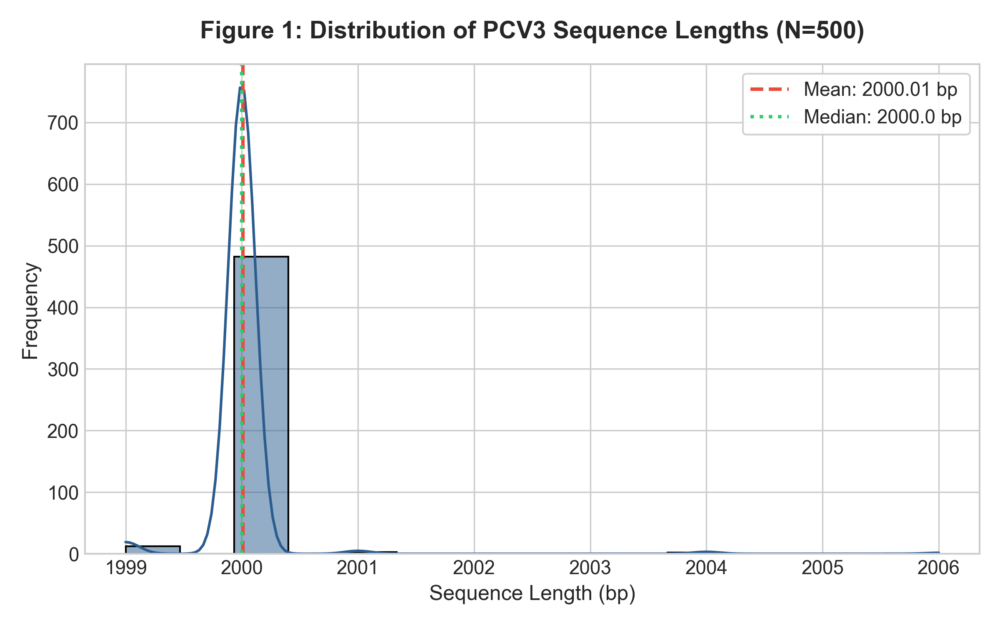 Figure 1: Distribution of PCV3 Sequence Lengths (N=500)
Mean: 2000.01 bp
Median: 2000.0 bp
Frequency
700
600
500
400
300
200
100
0
1999 2000 2001 2002 2003 2004 2005 2006
Sequence Length (bp)